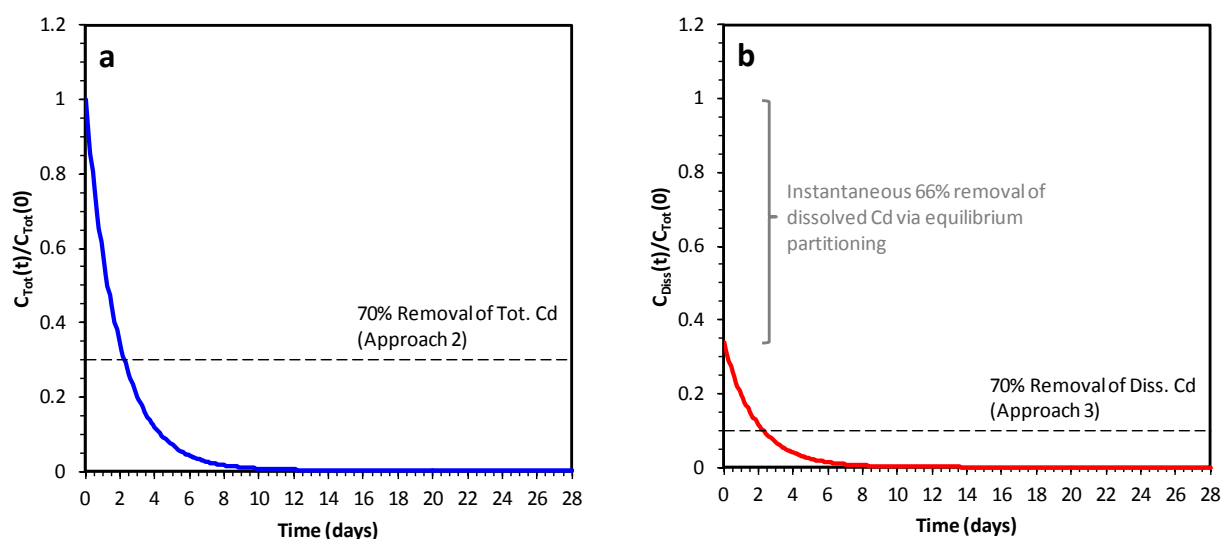 a
1.2
1
0.8
0.6
0.4
0.2
0
C_Tot(t)/C_Tot(0)
70% Removal of Tot. Cd
(Approach 2)
0 2 4 6 8 10 12 14 16 18 20 22 24 26 28
Time (days)
b
1.2
1
0.8
0.6
0.4
0.2
0
C_Diss(t)/C_Tot(0)
Instantaneous 66% removal of
dissolved Cd via equilibrium
partitioning
70% Removal of Diss. Cd
(Approach 3)
0 2 4 6 8 10 12 14 16 18 20 22 24 26 28
Time (days)